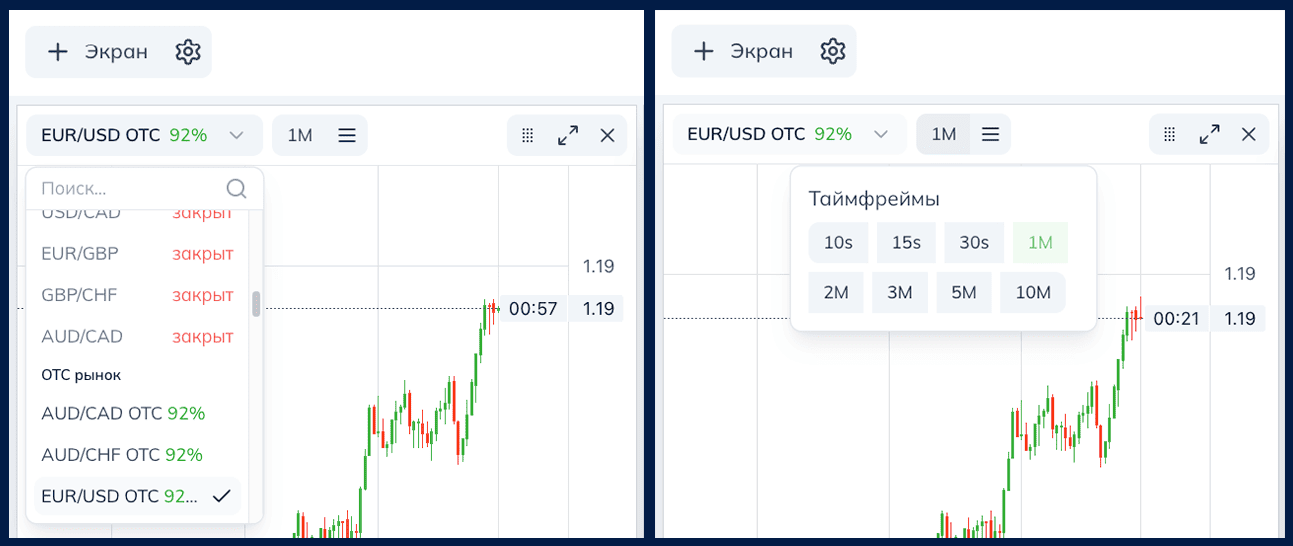 + Экран
EUR/USD OTC 92%
1M
Поиск...
USD/CAD закрыт
EUR/GBP закрыт
GBP/CHF закрыт
AUD/CAD закрыт
ОТС рынок
AUD/CAD OTC 92%
AUD/CHF OTC 92%
EUR/USD OTC 92...
1.19
00:57 1.19
+ Экран
EUR/USD OTC 92%
1M
Таймфреймы
10s 15s 30s 1M
2M 3M 5M 10M
1.19
00:21 1.19